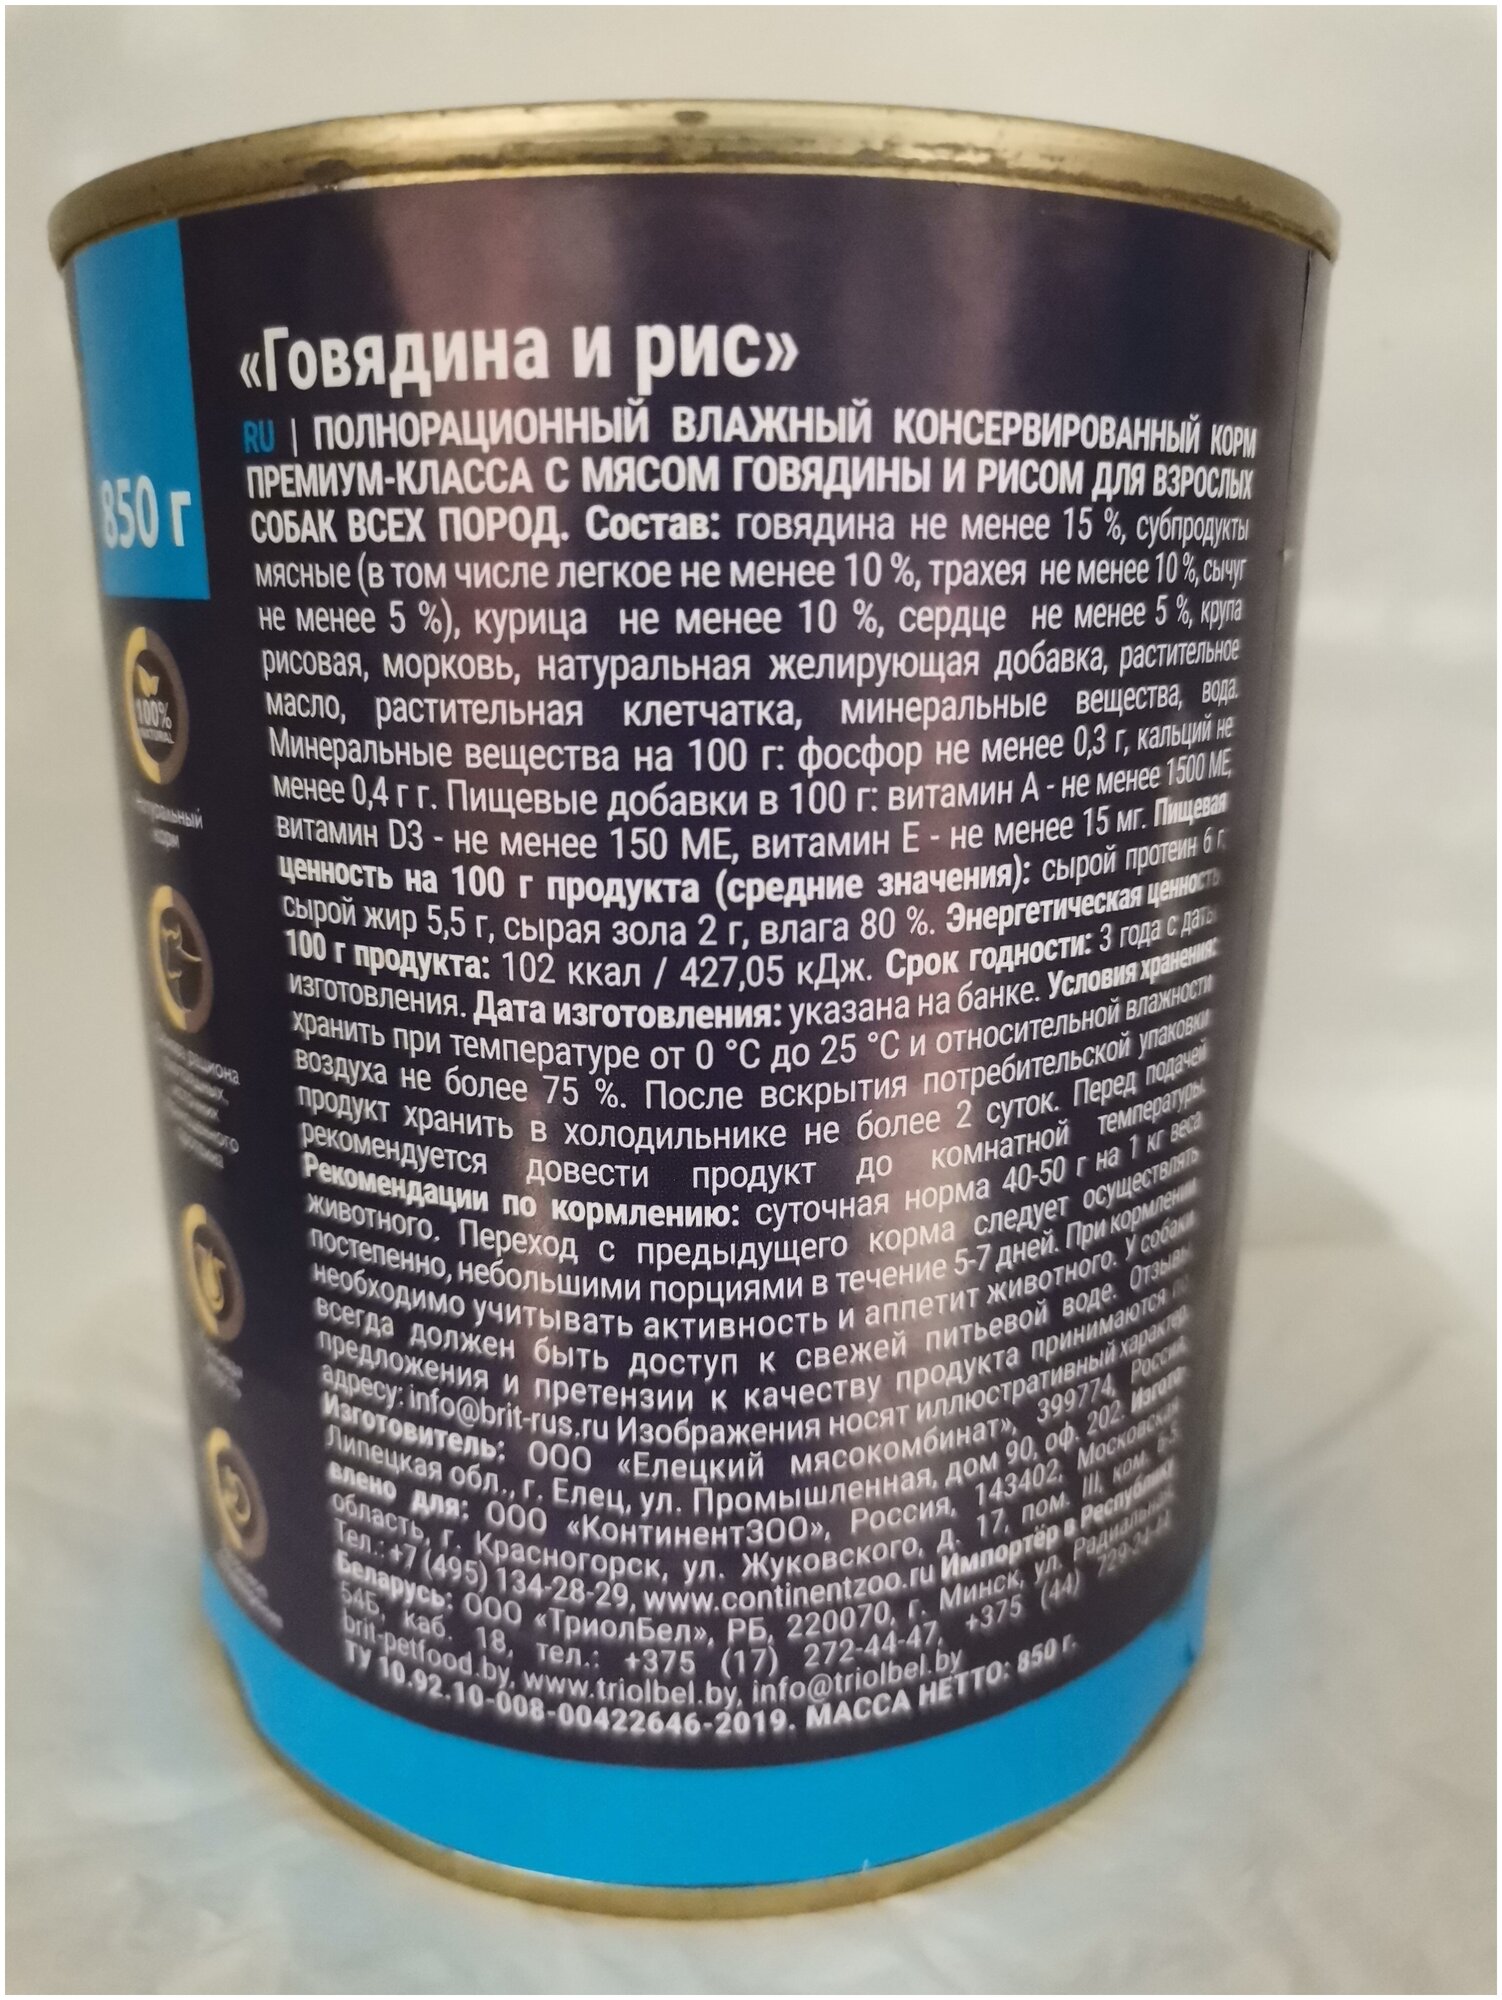 «Говядина и рис»
RU | ПОЛНОРАЦИОННЫЙ ВЛАЖНЫЙ КОНСЕРВИРОВАННЫЙ КОРМ
ПРЕМИУМ-КЛАССА С МЯСОМ ГОВЯДИНЫ И РИСОМ ДЛЯ ВЗРОСЛЫХ
СОБАК ВСЕХ ПОРОД. Состав: говядина не менее 15 %, субпродукты
мясные (в том числе легкое не менее 10 %, трахея не менее 10 %, сычуг
не менее 5 %), курица не менее 10 %, сердце не менее 5 %, крупа
рисовая, морковь, натуральная желирующая добавка, растительное
масло, растительная клетчатка, минеральные вещества, вода.
Минеральные вещества на 100 г: фосфор не менее 0,3 г, кальций не
менее 0,4 г г. Пищевые добавки в 100 г: витамин А - не менее 1500 МЕ,
витамин D3 - не менее 150 МЕ, витамин Е - не менее 15 мг. Пищевая
ценность на 100 г продукта (средние значения): сырой протеин 6 г,
сырой жир 5,5 г, сырая зола 2 г, влага 80 %. Энергетическая ценность
100 г продукта: 102 ккал / 427,05 кДж. Срок годности: 3 года с даты
изготовления. Дата изготовления: указана на банке. Условия хранения:
хранить при температуре от 0 °С до 25 °С и относительной влажности
воздуха не более 75 %. После вскрытия потребительской упаковки
продукт хранить в холодильнике не более 2 суток. Перед подачей
рекомендуется довести продукт до комнатной температуры.
Рекомендации по кормлению: суточная норма 40-50 г на 1 кг веса
животного. Переход с предыдущего корма следует осуществлять
постепенно, небольшими порциями в течение 5-7 дней. При кормлении
необходимо учитывать активность и аппетит животного. У собаки
всегда должен быть доступ к свежей питьевой воде. Отзывы,
предложения и претензии к качеству продукта принимаются по
адресу: info@brit-rus.ru Изображения носят иллюстративный характер.
Изготовитель: ООО «Елецкий мясокомбинат», 399774, Россия,
Липецкая обл., г. Елец, ул. Промышленная, дом 90, оф. 202. Изгото-
влено для: ООО «КонтинентЗОО», Россия, 143402, Московская
область, г. Красногорск, ул. Жуковского, д. 17, пом. III, ком. 6-5.
Тел.: +7 (495) 134-28-29, www.continentzoo.ru Импортёр в Республике
Беларусь: ООО «ТриолБел», РБ, 220070, г. Минск, ул. Радиальная,
54Б, каб. 18, тел.: +375 (17) 272-44-47, +375 (44) 729-24-44
brit-petfood.by, www.triolbel.by, info@triolbel.by
ТУ 10.92.10-008-00422646-2019. МАССА НЕТТО: 850 г.
850 г
100%
NATURAL
Натуральный
корм